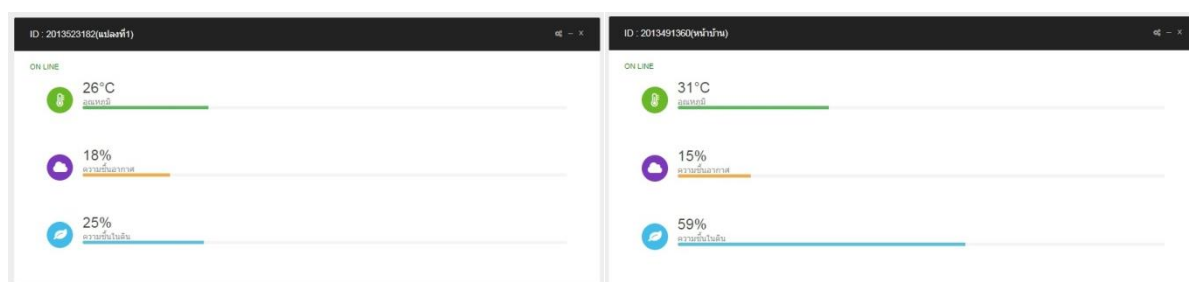 ID : 2013523182(แปลงที่1)
ON LINE
26°C
อุณหภูมิ
18%
ความชื้นอากาศ
25%
ความชื้นในดิน
ID : 2013491360(หน้าบ้าน)
ON LINE
31°C
อุณหภูมิ
15%
ความชื้นอากาศ
59%
ความชื้นในดิน